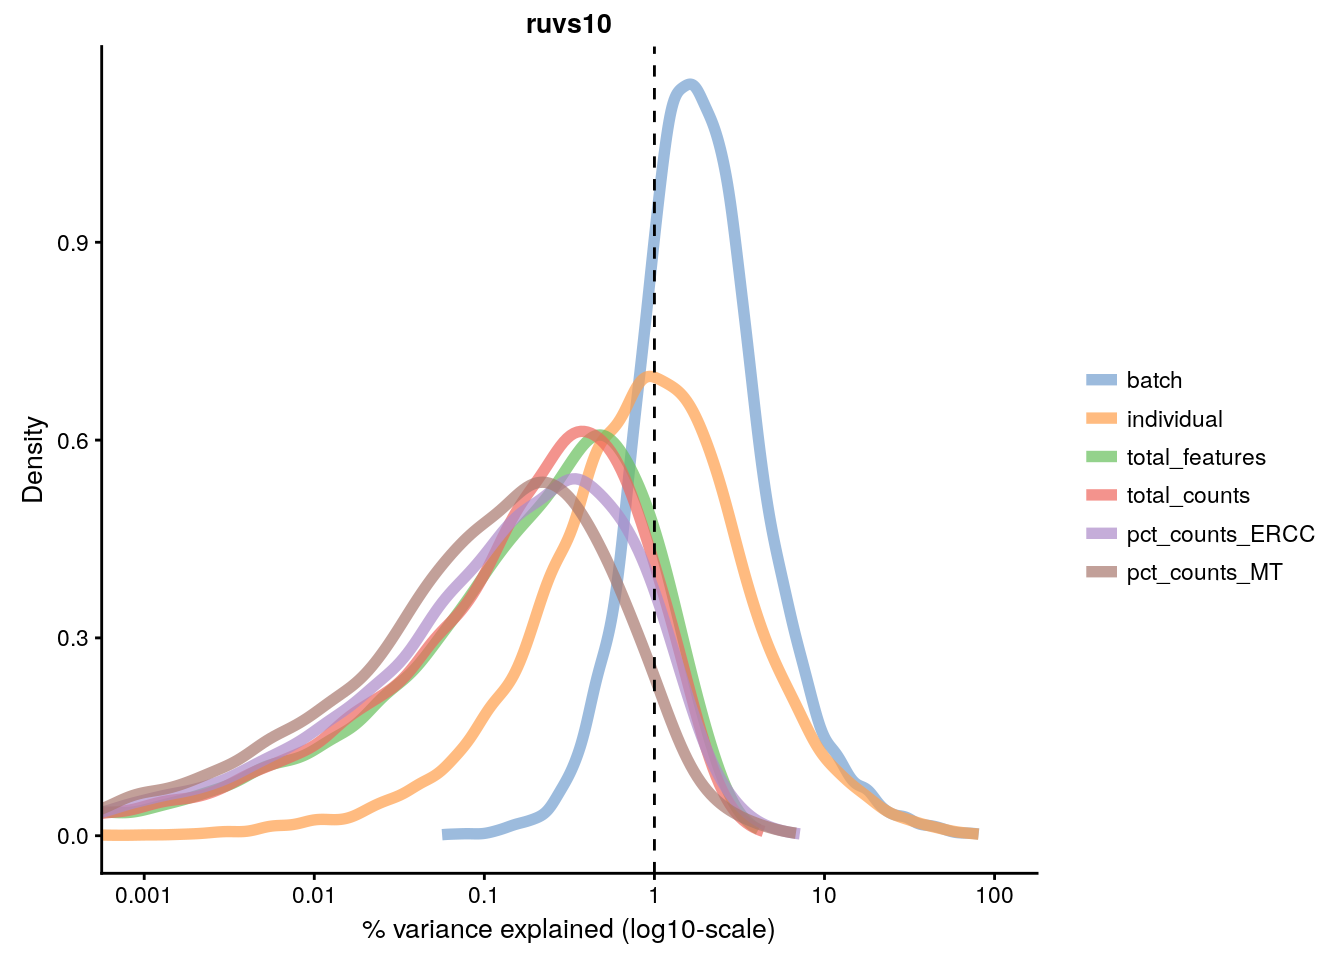 ruvs10
Density
0.9
0.6
0.3
0.0
0.001 0.01 0.1 1 10 100
% variance explained (log10-scale)
batch
individual
total_features
total_counts
pct_counts_ERCC
pct_counts_MT